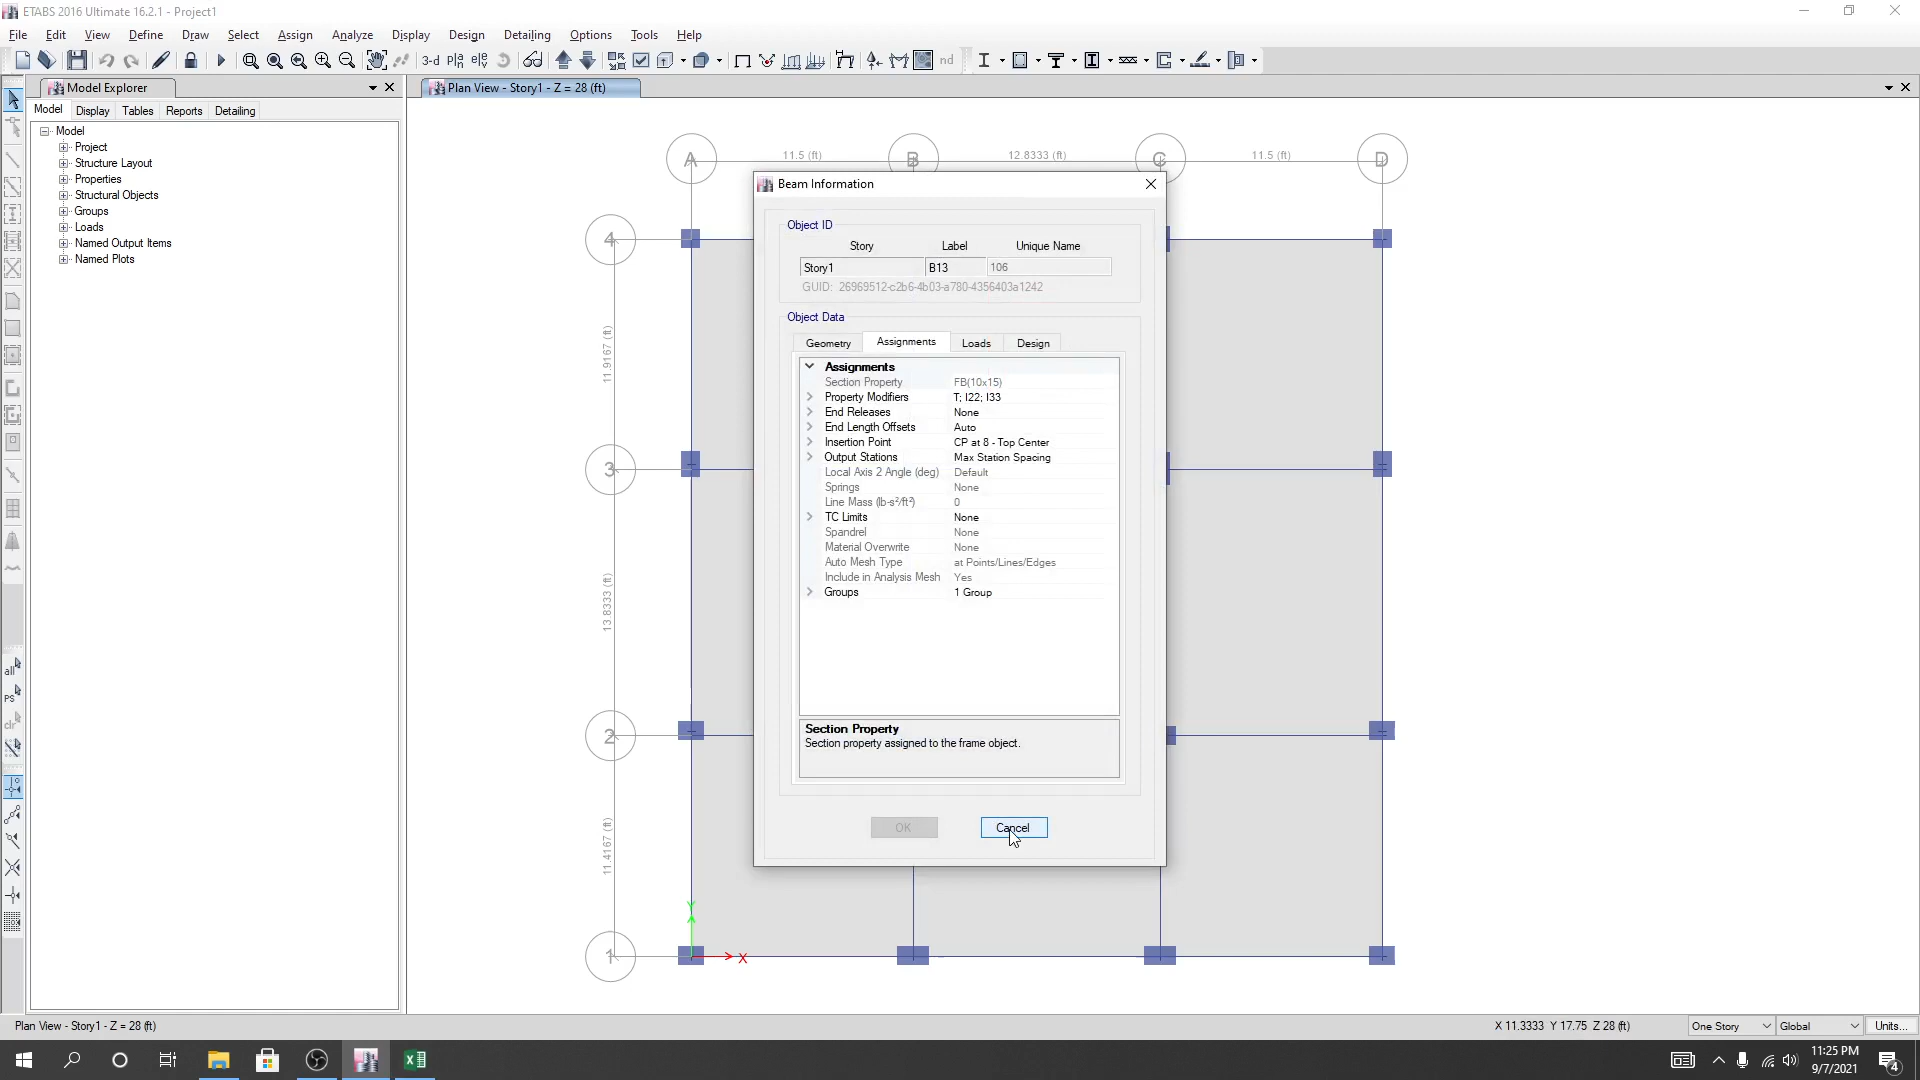 ETABS 2016 Ultimate 16.2.1 - Project1
File Edit View Define Draw Select Assign Analyze Display Design Detailing Options Tools Help
3-d pln ele nd
Model Explorer
Plan View - Story1 - Z = 28 (ft)
Model Display Tables Reports Detailing
Model
Project
Structure Layout
Properties
Structural Objects
Groups
Loads
Named Output Items
Named Plots
all
PS
clr
A B C D
11.5 (ft) 12.8333 (ft) 11.5 (ft)
4
3
2
1
11.9167 (ft)
13.8333 (ft)
11.4167 (ft)
Y
X
Beam Information
Object ID
Story Label Unique Name
Story1 B13 106
GUID: 26969512-c2b6-4b03-a780-4356403a1242
Object Data
Geometry Assignments Loads Design
Assignments
Section Property FB(10x15)
Property Modifiers T; I22; I33
End Releases None
End Length Offsets Auto
Insertion Point CP at 8 - Top Center
Output Stations Max Station Spacing
Local Axis 2 Angle (deg) Default
Springs None
Line Mass (lb-s²/ft²) 0
TC Limits None
Spandrel None
Material Overwrite None
Auto Mesh Type at Points/Lines/Edges
Include in Analysis Mesh Yes
Groups 1 Group
Section Property
Section property assigned to the frame object.
OK Cancel
Plan View - Story1 - Z = 28 (ft)
X 11.3333 Y 17.75 Z 28 (ft)
One Story Global Units...
11:25 PM
9/7/2021
4